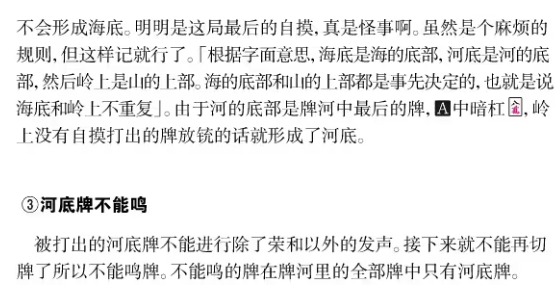 不会形成海底。明明是这局最后的自摸，真是怪事啊。虽然是个麻烦的
规则，但这样记就行了。「根据字面意思，海底是海的底部，河底是河的底
部，然后岭上是山的上部。海的底部和山的上部都是事先决定的，也就是说
海底和岭上不重复」。由于河的底部是牌河中最后的牌，A中暗杠，岭
上没有自摸打出的牌放铳的话就形成了河底。
③河底牌不能鸣
被打出的河底牌不能进行除了荣和以外的发声。接下来就不能再切
牌了所以不能鸣牌。不能鸣的牌在牌河里的全部牌中只有河底牌。